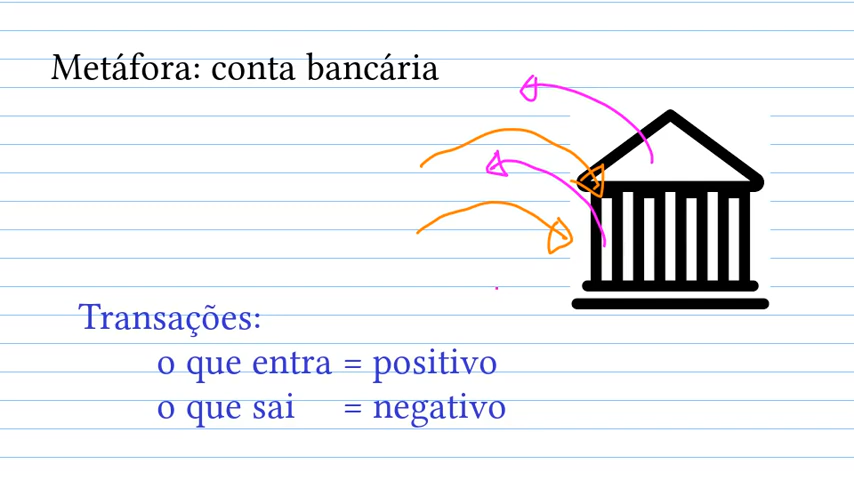 Metáfora: conta bancária
Transações:
o que entra = positivo
o que sai = negativo